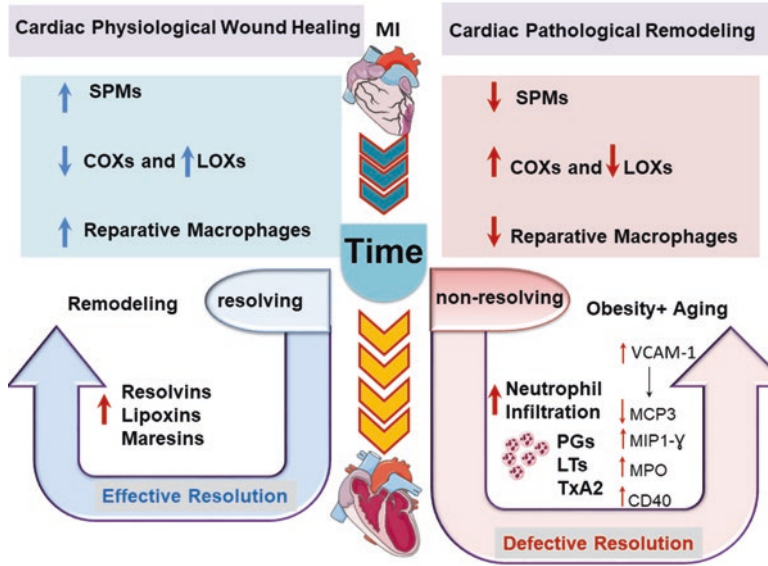 Cardiac Physiological Wound Healing
MI
Cardiac Pathological Remodeling
↑ SPMs
↓ COXs and ↑ LOXs
↑ Reparative Macrophages
↓ SPMs
↑ COXs and ↓ LOXs
↓ Reparative Macrophages
Time
Remodeling
resolving
non-resolving
Obesity+ Aging
↑ Resolvins
Lipoxins
Maresins
Effective Resolution
↑ Neutrophil
Infiltration
PGs
LTs
TxA2
↑ VCAM-1
↓ MCP3
↑ MIP1-Ɣ
↑ MPO
↑ CD40
Defective Resolution